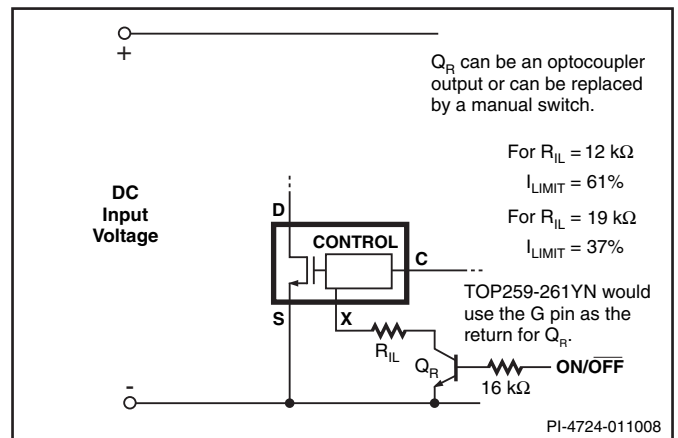 +
Q_R can be an optocoupler
output or can be replaced
by a manual switch.
For R_IL = 12 kΩ
I_LIMIT = 61%
For R_IL = 19 kΩ
I_LIMIT = 37%
DC
Input
Voltage
D
CONTROL
C
TOP259-261YN would
use the G pin as the
return for Q_R.
S
X
R_IL
Q_R
ON/O̅F̅F̅
16 kΩ
-
PI-4724-011008